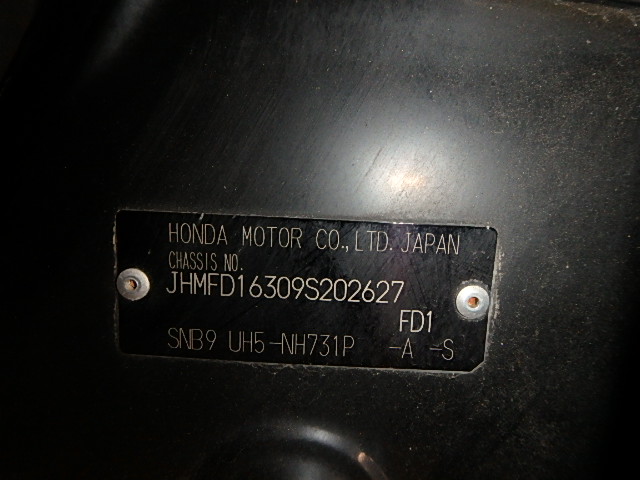 HONDA MOTOR CO.,LTD. JAPAN
CHASSIS NO.
JHMFD16309S202627
FD1
SNB9 UH5-NH731P -A -S